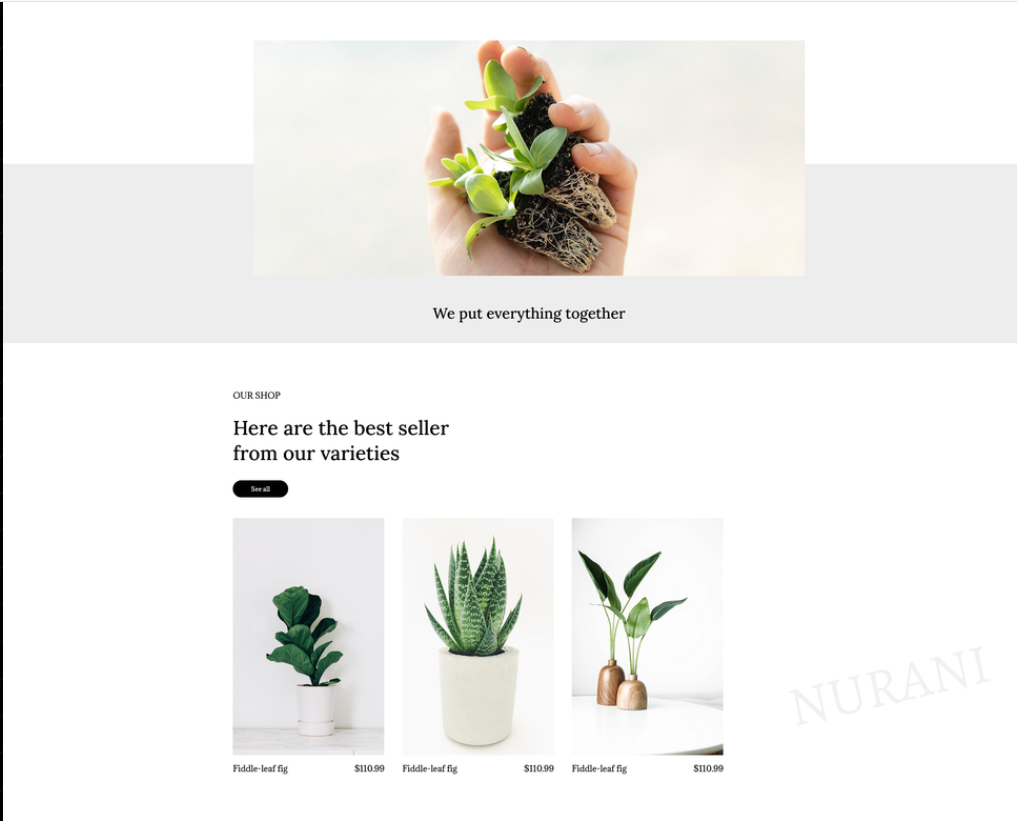 We put everything together
OUR SHOP
Here are the best seller
from our varieties
See all
Fiddle-leaf fig $110.99 Fiddle-leaf fig $110.99 Fiddle-leaf fig $110.99
NURANI